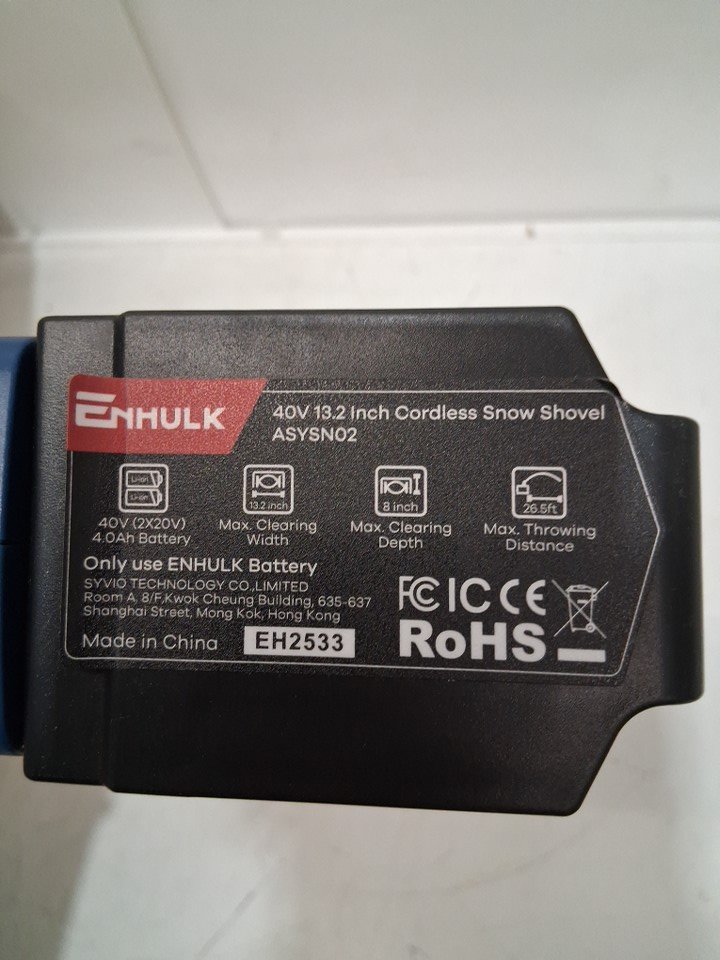 ENHULK
40V 13.2 Inch Cordless Snow Shovel
ASYSN02
Li-ion
Li-ion
13.2 inch
8 inch
26.5ft
40V (2X20V)
4.0Ah Battery
Max. Clearing
Width
Max. Clearing
Depth
Max. Throwing
Distance
Only use ENHULK Battery
SYVIO TECHNOLOGY CO.,LIMITED
Room A, 8/F,Kwok Cheung Building, 635-637
Shanghai Street, Mong Kok, Hong Kong
Made in China
EH2533
FC IC CE
RoHS